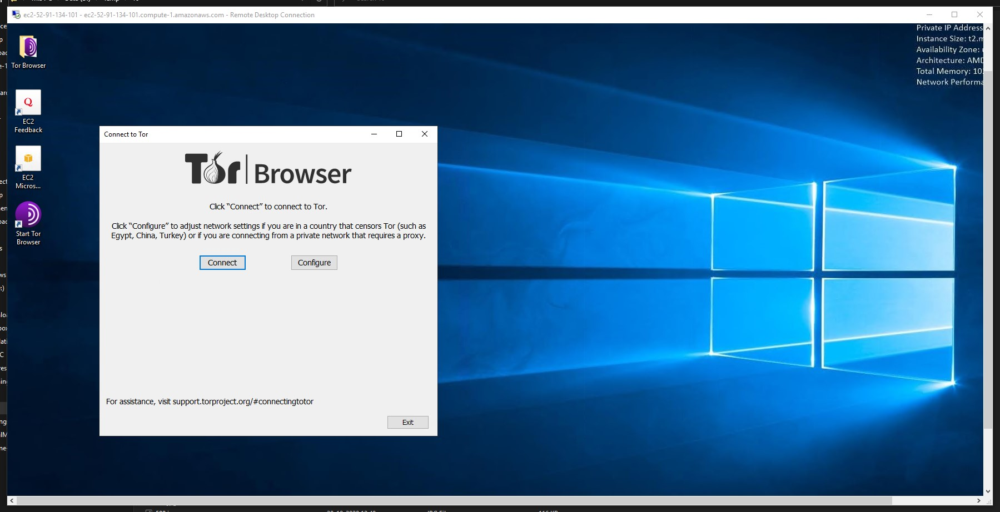 ec2-52-91-134-101 - ec2-52-91-134-101.compute-1.amazonaws.com - Remote Desktop Connection
Private IP Address
Instance Size: t2.m
Availability Zone:
Architecture: AMD
Total Memory:
Network Performa
Tor Browser
EC2
Feedback
EC2
Micros...
Start Tor
Browser
Connect to Tor
Tor Browser
Click “Connect” to connect to Tor.
Click “Configure” to adjust network settings if you are in a country that censors Tor (such as
Egypt, China, Turkey) or if you are connecting from a private network that requires a proxy.
Connect
Configure
For assistance, visit support.torproject.org/#connectingtotor
Exit